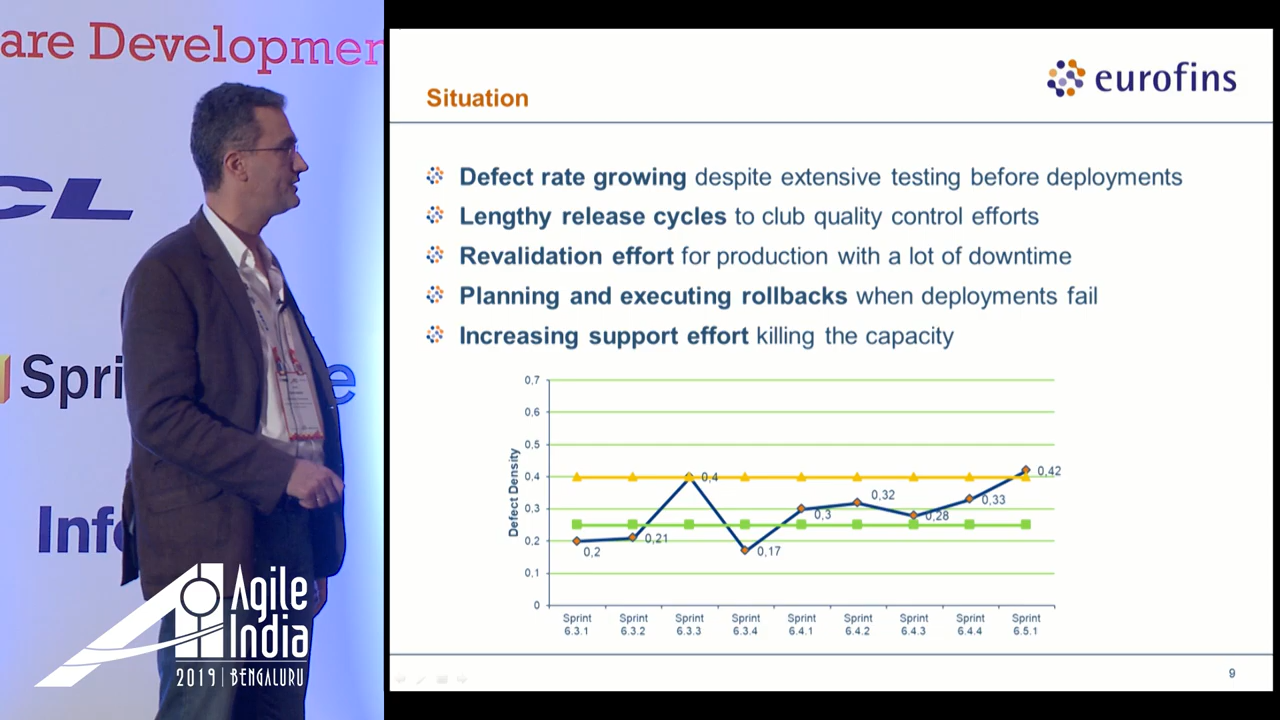 are Developmen
CL
Spri
e
Inf
Agile
India
2019 | BENGALURU
eurofins
Situation
Defect rate growing despite extensive testing before deployments
Lengthy release cycles to club quality control efforts
Revalidation effort for production with a lot of downtime
Planning and executing rollbacks when deployments fail
Increasing support effort killing the capacity
Defect Density
0,7
0,6
0,5
0,4
0,3
0,2
0,1
0
0,2
0,21
0,4
0,17
0,3
0,32
0,28
0,33
0,42
Sprint 6.3.1
Sprint 6.3.2
Sprint 6.3.3
Sprint 6.3.4
Sprint 6.4.1
Sprint 6.4.2
Sprint 6.4.3
Sprint 6.4.4
Sprint 6.5.1
9